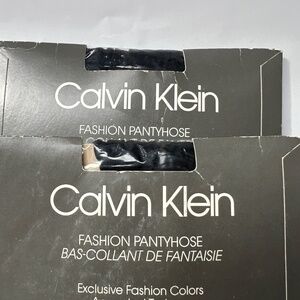 Calvin Klein
FASHION PANTYHOSE
Calvin Klein
FASHION PANTYHOSE
BAS-COLLANT DE FANTAISIE
Exclusive Fashion Colors